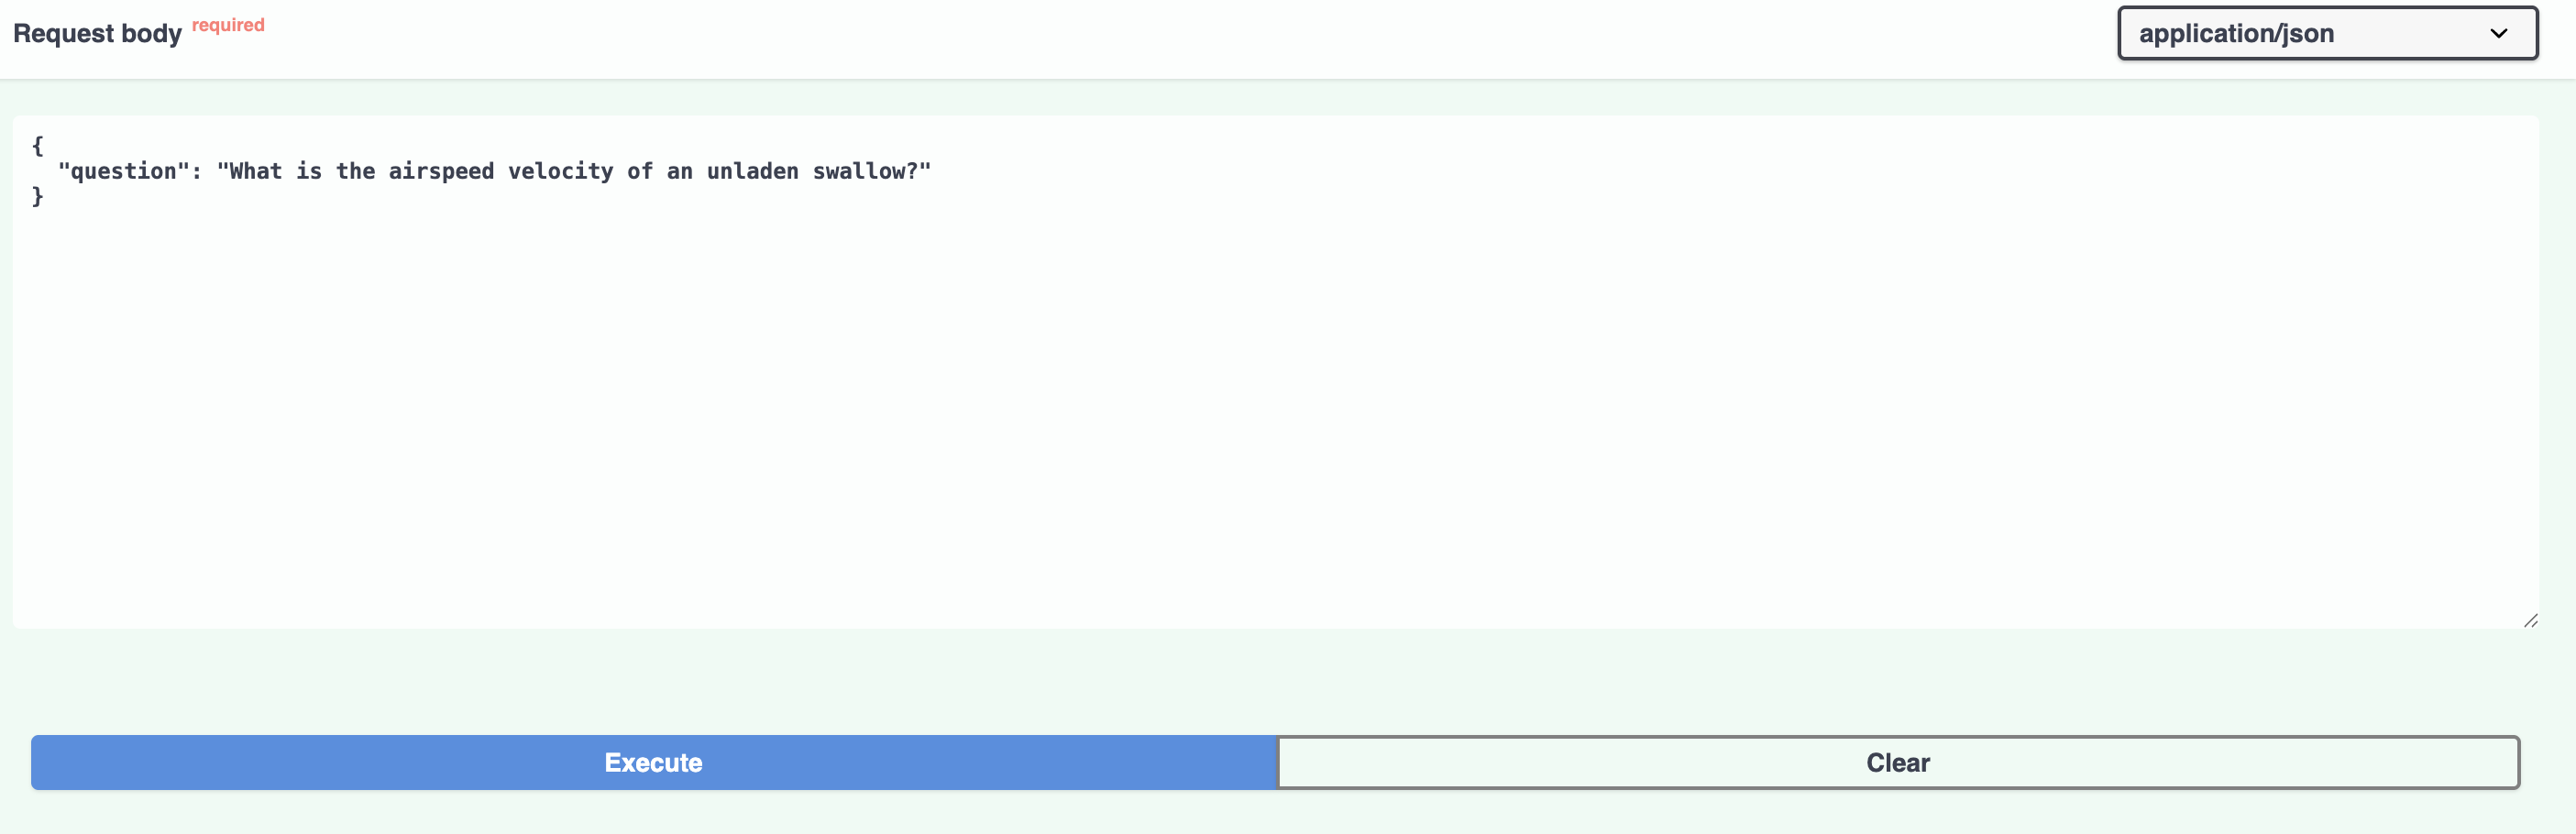 Request body required
application/json
{
  "question": "What is the airspeed velocity of an unladen swallow?"
}
Execute
Clear